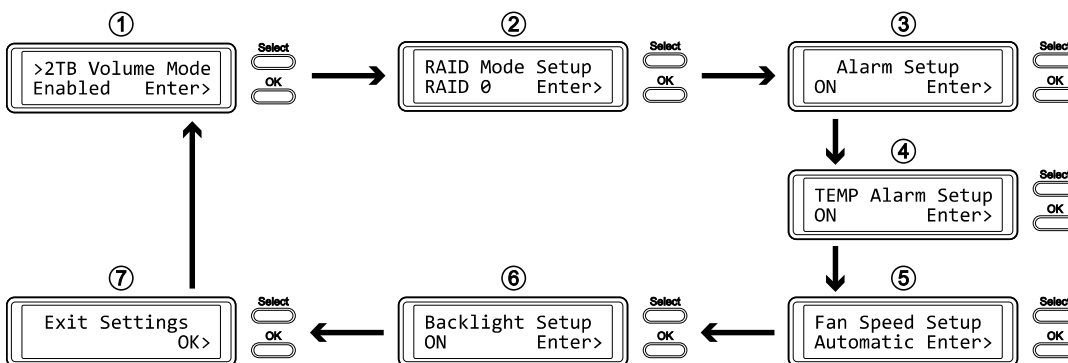 ①
>2TB Volume Mode
Enabled Enter>
Select
OK
②
RAID Mode Setup
RAID 0 Enter>
Select
OK
③
Alarm Setup
ON Enter>
Select
OK
④
TEMP Alarm Setup
ON Enter>
Select
OK
⑤
Fan Speed Setup
Automatic Enter>
Select
OK
⑥
Backlight Setup
ON Enter>
Select
OK
⑦
Exit Settings
OK>
Select
OK